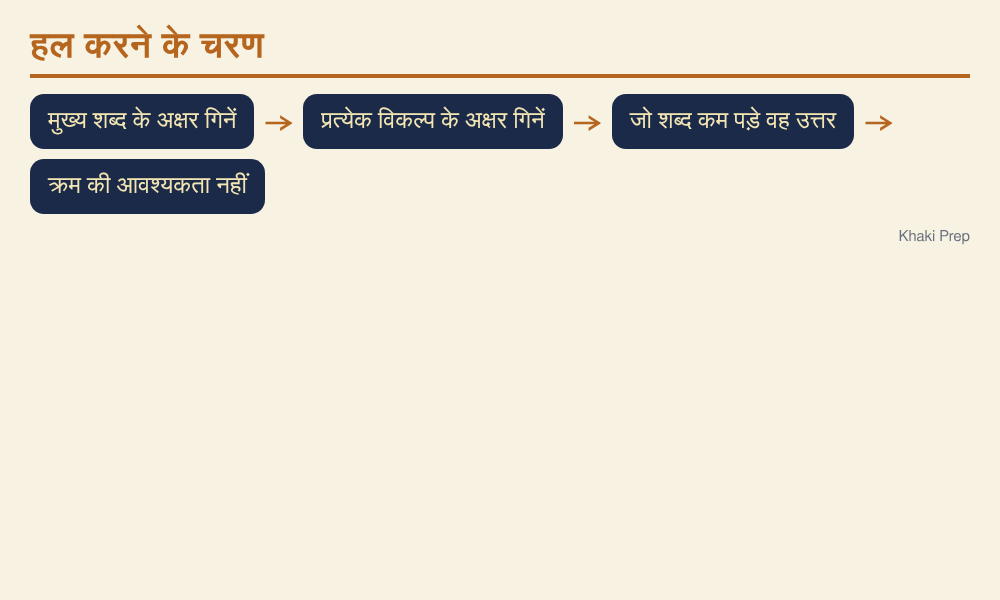 हल करने के चरण
मुख्य शब्द के अक्षर गिनें → प्रत्येक विकल्प के अक्षर गिनें → जो शब्द कम पड़े वह उत्तर →
क्रम की आवश्यकता नहीं
Khaki Prep